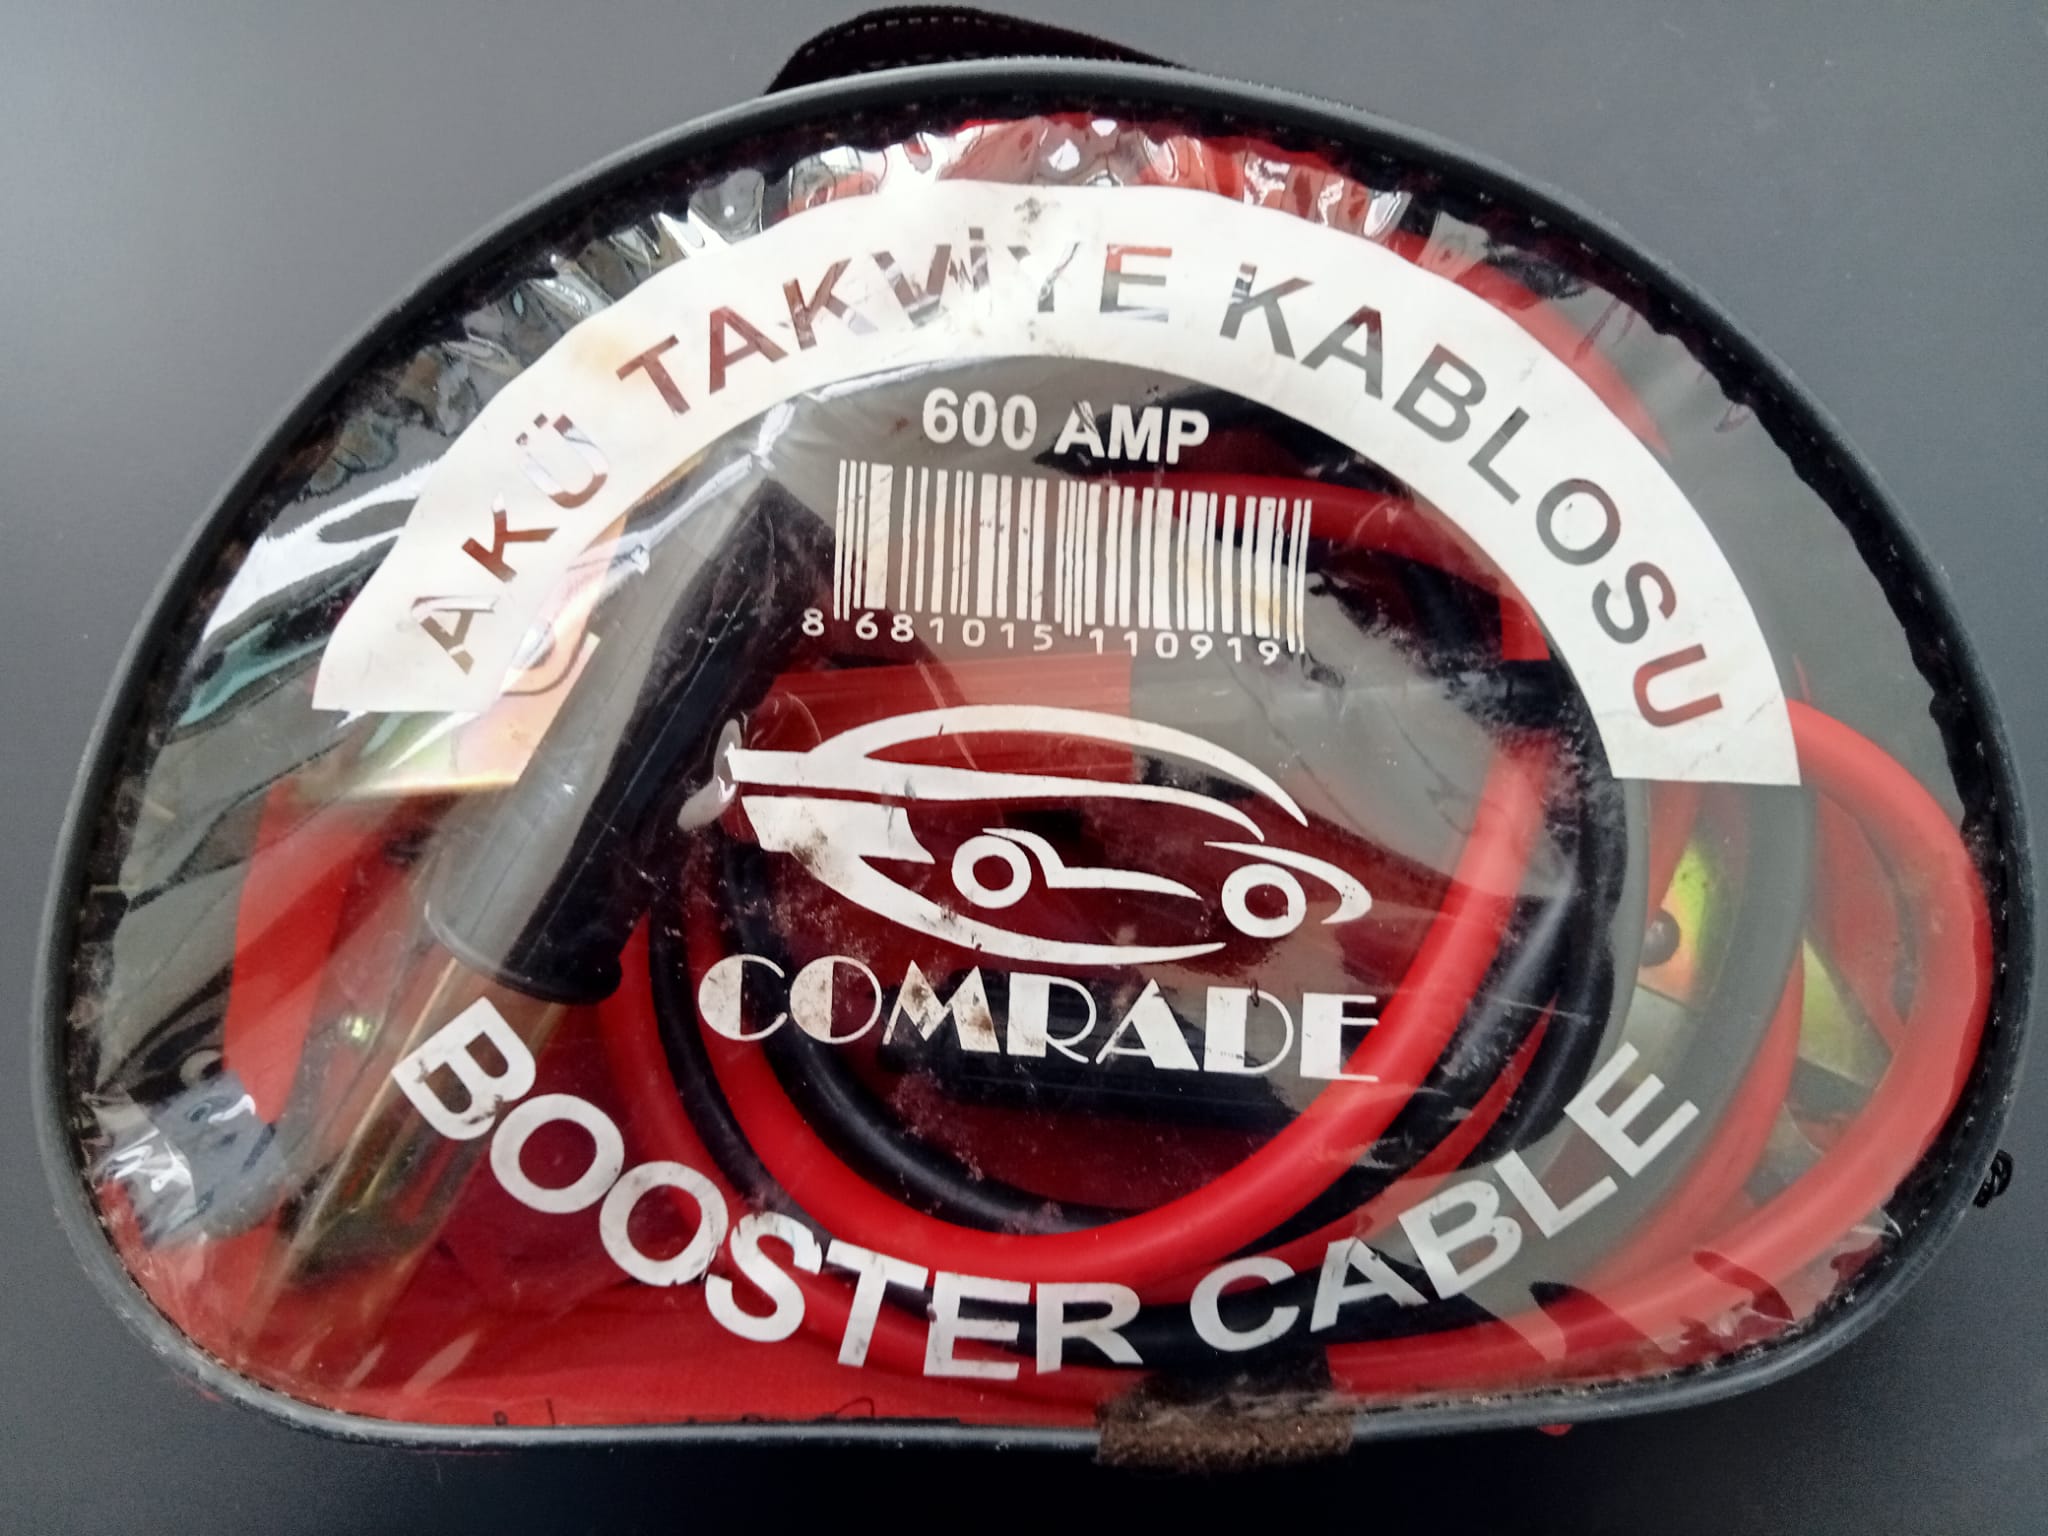 AKÜ TAKVİYE KABLOSU
600 AMP
8 681015 110919
COMRADE
BOOSTER CABLE